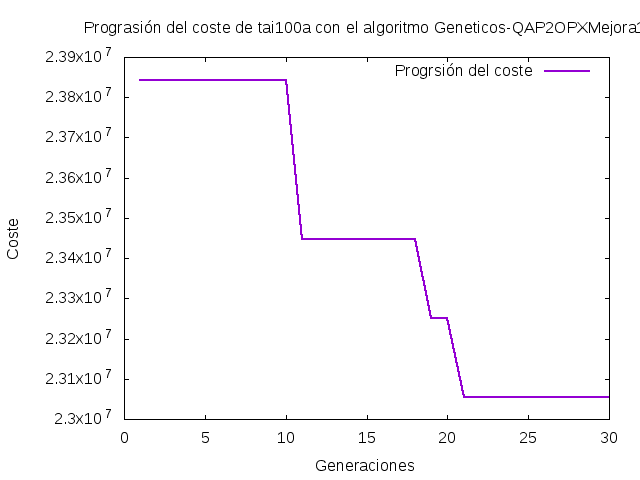 Prograsión del coste de tai100a con el algoritmo Geneticos-QAP2OPXMejora1
Progrsión del coste
2.39x10^7
2.38x10^7
2.37x10^7
2.36x10^7
2.35x10^7
2.34x10^7
2.33x10^7
2.32x10^7
2.31x10^7
2.3x10^7
Coste
0 5 10 15 20 25 30
Generaciones